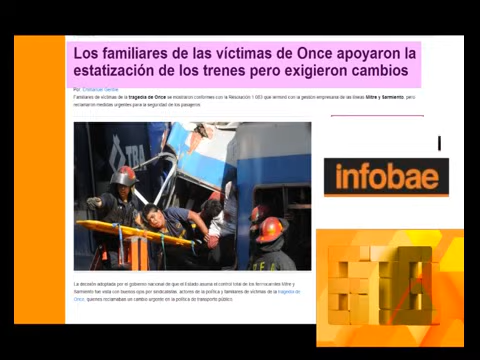 Los familiares de las víctimas de Once apoyaron la
estatización de los trenes pero exigieron cambios
Por
Familiares de víctimas de la tragedia de Once se mostraron conformes con la Resolución 1.083 que terminó con la gestión empresaria de las líneas Mitre y Sarmiento, pero
reclamaron medidas urgentes para la seguridad de los pasajeros.
TBA
infobae
La decisión adoptada por el gobierno nacional de que el Estado asuma el control total de los ferrocarriles Mitre y
Sarmiento fue vista con buenos ojos por sindicalistas, actores de la política y familiares de víctimas de la tragedia de
Once, quienes reclamaban un cambio urgente en la política de transporte público.